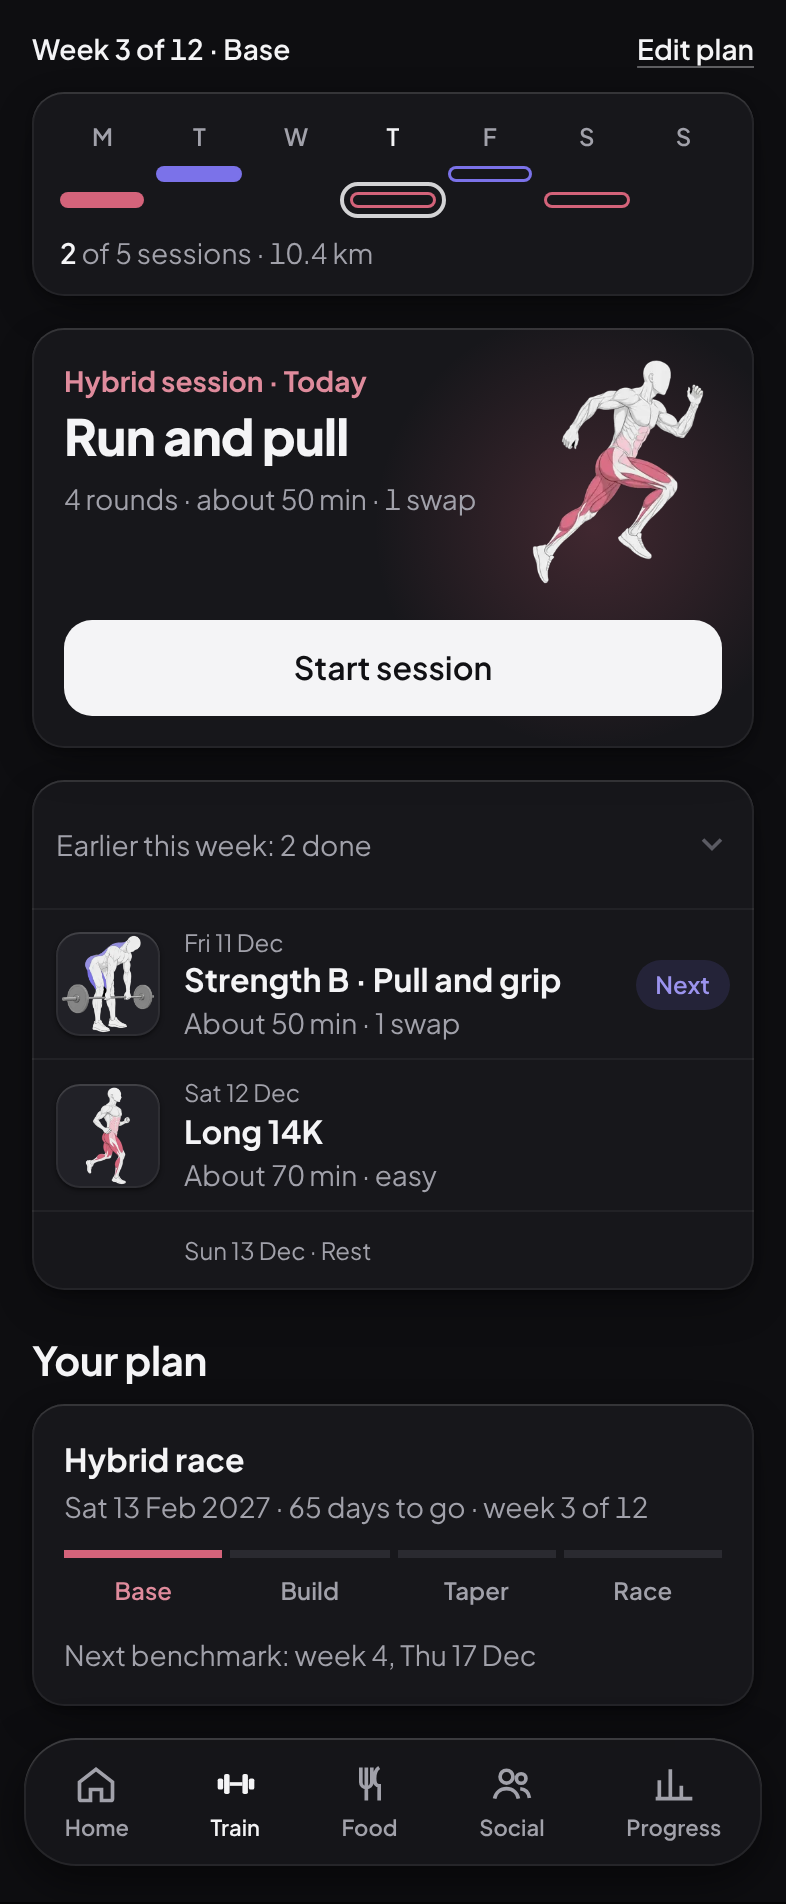 Week 3 of 12 · Base
Edit plan
M T W T F S S
2 of 5 sessions · 10.4 km
Hybrid session · Today
Run and pull
4 rounds · about 50 min · 1 swap
Start session
Earlier this week: 2 done
Fri 11 Dec
Strength B · Pull and grip
Next
About 50 min · 1 swap
Sat 12 Dec
Long 14K
About 70 min · easy
Sun 13 Dec · Rest
Your plan
Hybrid race
Sat 13 Feb 2027 · 65 days to go · week 3 of 12
Base Build Taper Race
Next benchmark: week 4, Thu 17 Dec
Home Train Food Social Progress